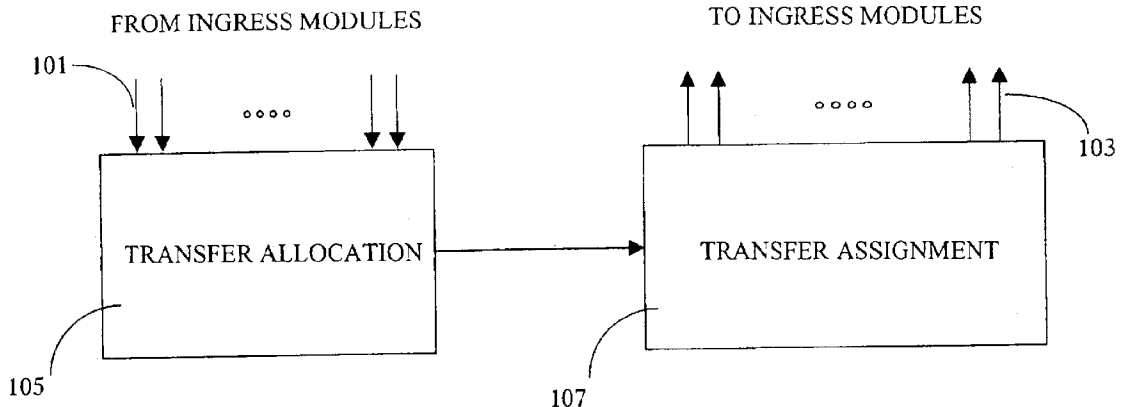 FROM INGRESS MODULES
TO INGRESS MODULES
101
103
TRANSFER ALLOCATION
TRANSFER ASSIGNMENT
105
107